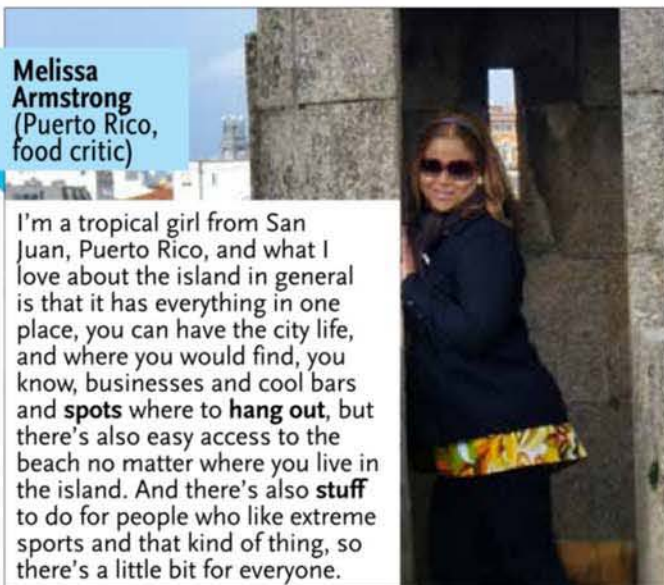 Melissa
Armstrong
(Puerto Rico,
food critic)
I'm a tropical girl from San
Juan, Puerto Rico, and what I
love about the island in general
is that it has everything in one
place, you can have the city life,
and where you would find, you
know, businesses and cool bars
and spots where to hang out, but
there's also easy access to the
beach no matter where you live in
the island. And there's also stuff
to do for people who like extreme
sports and that kind of thing, so
there's a little bit for everyone.